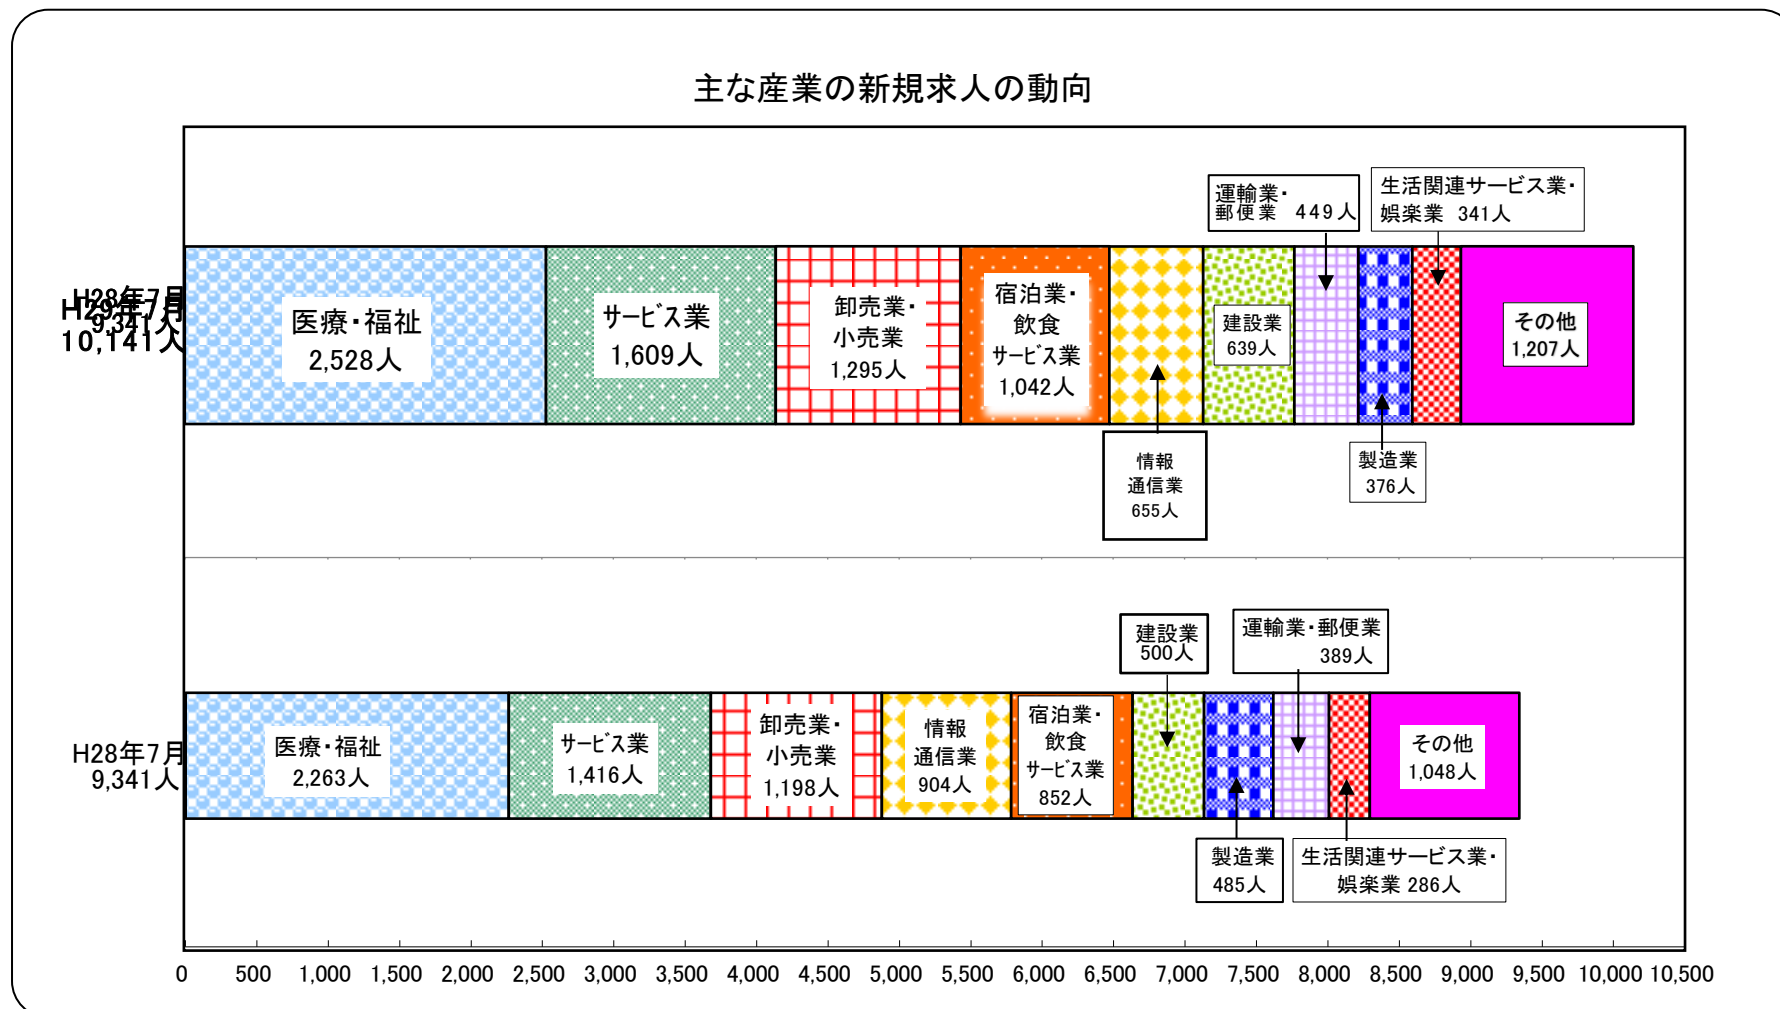 主な産業の新規求人の動向
運輸業・
郵便業 449人
生活関連サービス業・
娯楽業 341人
H28年7月
9,341人
H29年7月
10,141人
医療・福祉
2,528人
サービス業
1,609人
卸売業・
小売業
1,295人
宿泊業・
飲食
サービス業
1,042人
建設業
639人
その他
1,207人
情報
通信業
655人
製造業
376人
建設業
500人
運輸業・郵便業
389人
H28年7月
9,341人
医療・福祉
2,263人
サービス業
1,416人
卸売業・
小売業
1,198人
情報
通信業
904人
宿泊業・
飲食
サービス業
852人
その他
1,048人
製造業
485人
生活関連サービス業・
娯楽業 286人
0 500 1,000 1,500 2,000 2,500 3,000 3,500 4,000 4,500 5,000 5,500 6,000 6,500 7,000 7,500 8,000 8,500 9,000 9,500 10,000 10,500